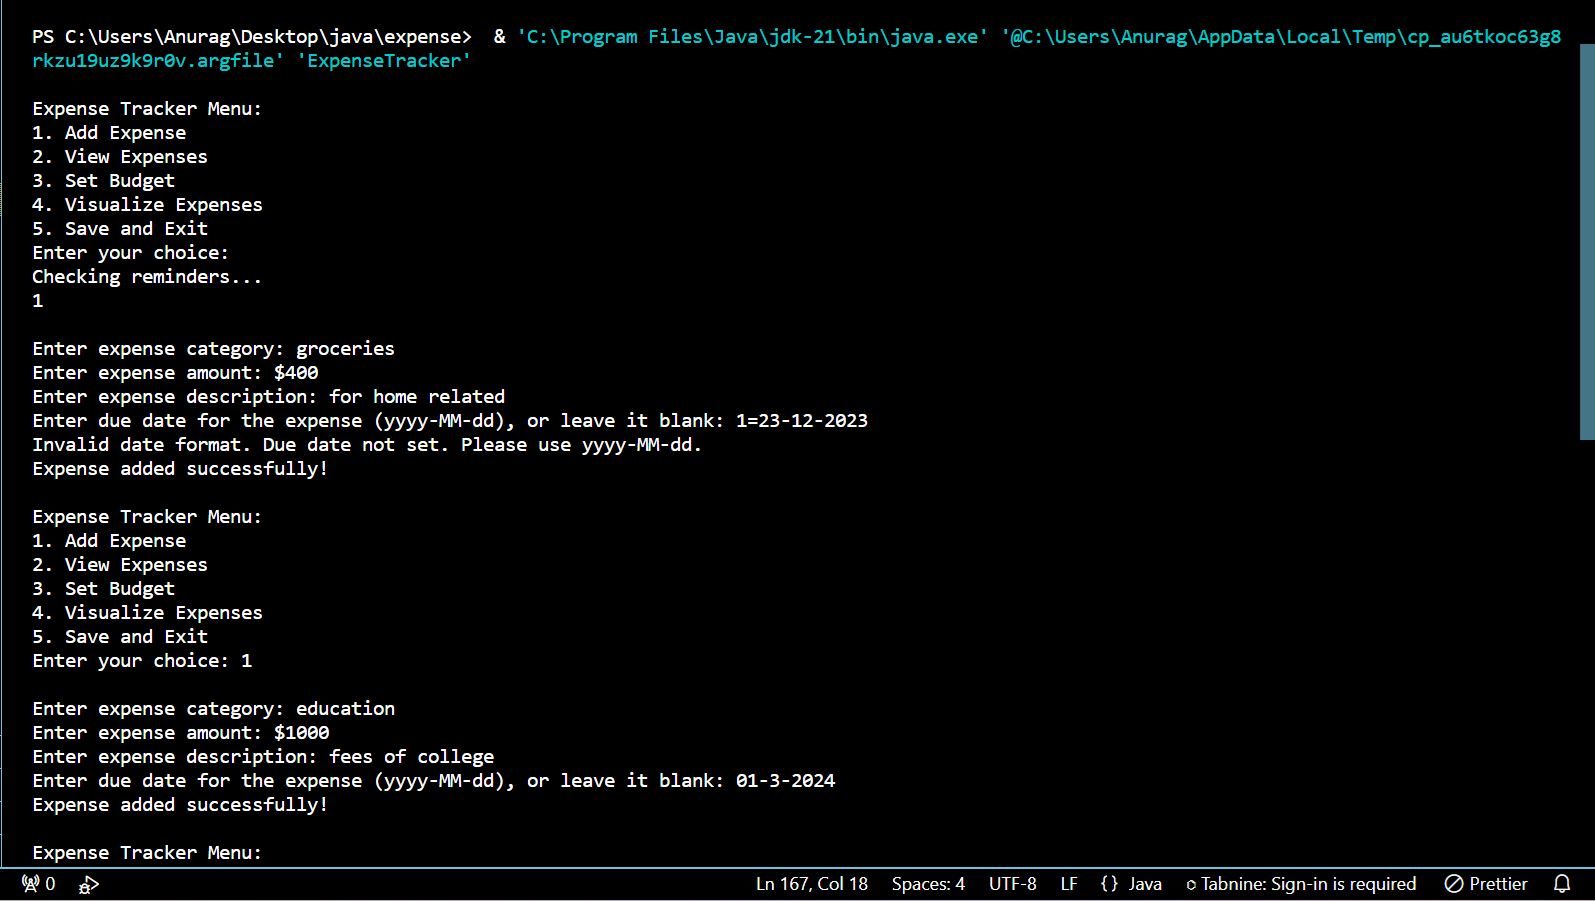 PS C:\Users\Anurag\Desktop\java\expense>  & 'C:\Program Files\Java\jdk-21\bin\java.exe' '@C:\Users\Anurag\AppData\Local\Temp\cp_au6tkoc63g8
rkzu19uz9k9r0v.argfile' 'ExpenseTracker'
Expense Tracker Menu:
1. Add Expense
2. View Expenses
3. Set Budget
4. Visualize Expenses
5. Save and Exit
Enter your choice:
Checking reminders...
1
Enter expense category: groceries
Enter expense amount: $400
Enter expense description: for home related
Enter due date for the expense (yyyy-MM-dd), or leave it blank: 1=23-12-2023
Invalid date format. Due date not set. Please use yyyy-MM-dd.
Expense added successfully!
Expense Tracker Menu:
1. Add Expense
2. View Expenses
3. Set Budget
4. Visualize Expenses
5. Save and Exit
Enter your choice: 1
Enter expense category: education
Enter expense amount: $1000
Enter expense description: fees of college
Enter due date for the expense (yyyy-MM-dd), or leave it blank: 01-3-2024
Expense added successfully!
Expense Tracker Menu:
0 Ln 167, Col 18 Spaces: 4 UTF-8 LF {} Java Tabnine: Sign-in is required Prettier